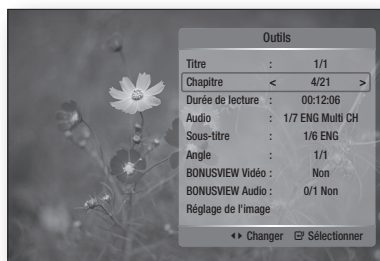 Outils
Titre : 1/1
Chapitre < 4/21 >
Durée de lecture : 00:12:06
Audio : 1/7 ENG Multi CH
Sous-titre : 1/6 ENG
Angle : 1/1
BONUSVIEW Vidéo : Non
BONUSVIEW Audio : 0/1 Non
Réglage de l'image
Changer Sélectionner